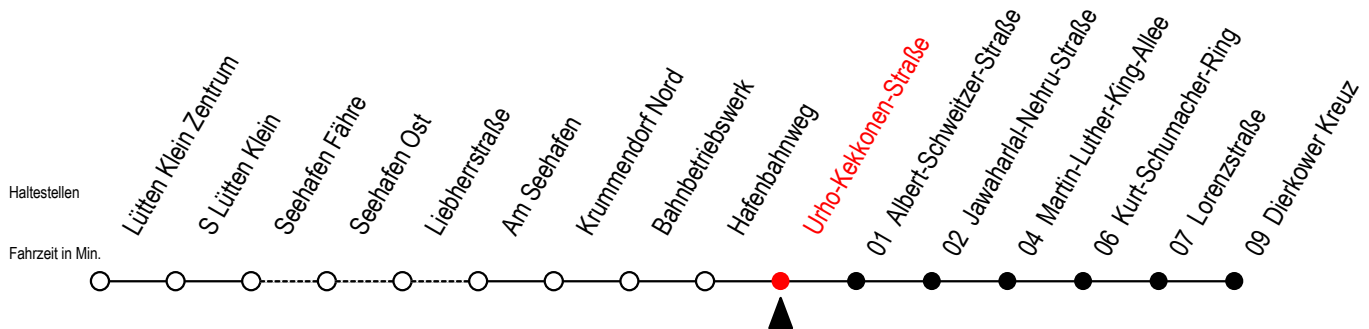 Haltestellen
Fahrzeit in Min.
Lütten Klein Zentrum
S Lütten Klein
Seehafen Fähre
Seehafen Ost
Liebherrstraße
Am Seehafen
Krummendorf Nord
Bahnbetriebswerk
Hafenbahnweg
Urho-Kekkonen-Straße
01 Albert-Schweitzer-Straße
02 Jawaharlal-Nehru-Straße
04 Martin-Luther-King-Allee
06 Kurt-Schumacher-Ring
07 Lorenzstraße
09 Dierkower Kreuz